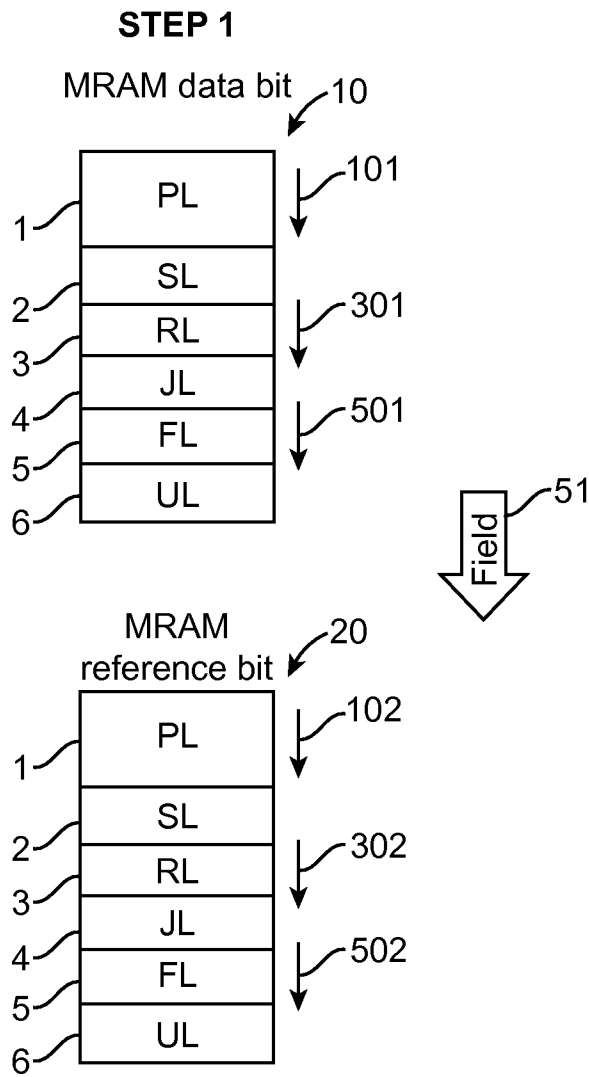 STEP 1
MRAM data bit
10
PL
101
1
SL
2
301
RL
3
JL
4
501
FL
5
UL
6
51
Field
MRAM
reference bit
20
PL
102
1
SL
2
302
RL
3
JL
4
502
FL
5
UL
6